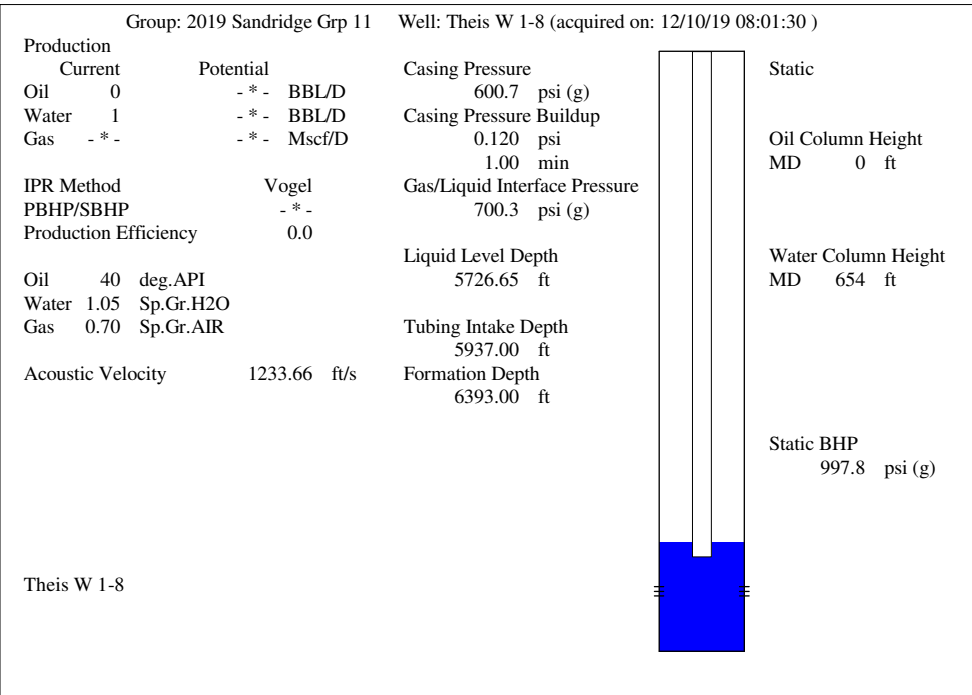 Group: 2019 Sandridge Grp 11 Well: Theis W 1-8 (acquired on: 12/10/19 08:01:30 )
Production
Current Potential
Oil 0 - * - BBL/D
Water 1 - * - BBL/D
Gas - * - - * - Mscf/D
IPR Method Vogel
PBHP/SBHP - * -
Production Efficiency 0.0
Oil 40 deg.API
Water 1.05 Sp.Gr.H2O
Gas 0.70 Sp.Gr.AIR
Acoustic Velocity 1233.66 ft/s
Casing Pressure
600.7 psi (g)
Casing Pressure Buildup
0.120 psi
1.00 min
Gas/Liquid Interface Pressure
700.3 psi (g)
Liquid Level Depth
5726.65 ft
Tubing Intake Depth
5937.00 ft
Formation Depth
6393.00 ft
Static
Oil Column Height
MD 0 ft
Water Column Height
MD 654 ft
Static BHP
997.8 psi (g)
Theis W 1-8